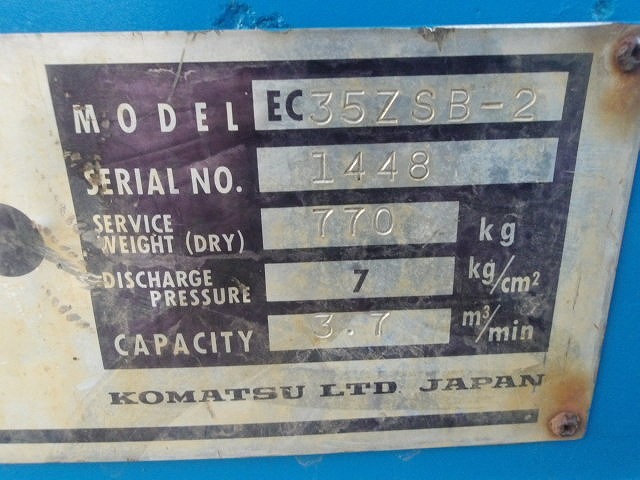 MODEL EC35ZSB-2
SERIAL NO. 1448
SERVICE
WEIGHT (DRY) 770 kg
DISCHARGE
PRESSURE 7 kg/cm²
CAPACITY 3.7 m³/min
KOMATSU LTD JAPAN